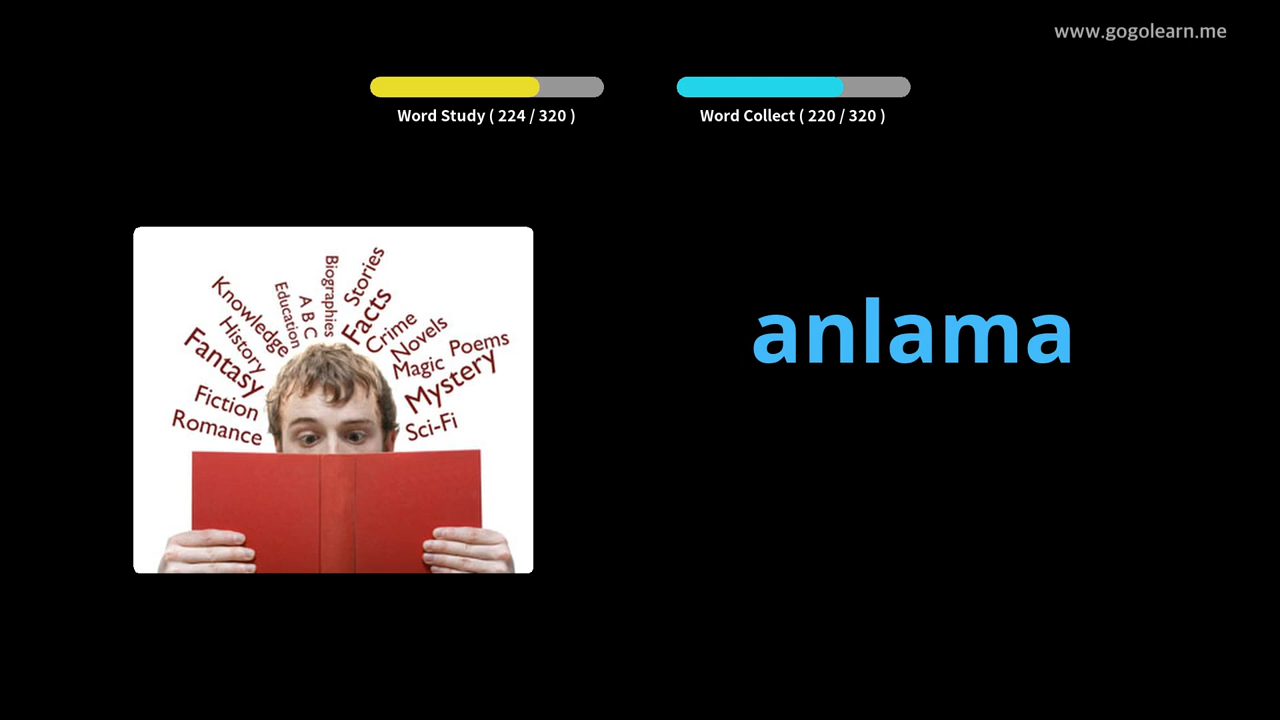 www.gogolearn.me
Word Study ( 224 / 320 )
Word Collect ( 220 / 320 )
anlama
Romance
Fiction
Fantasy
History
Knowledge
Education
A B C
Biographies
Stories
Facts
Crime
Novels
Magic
Poems
Mystery
Sci-Fi